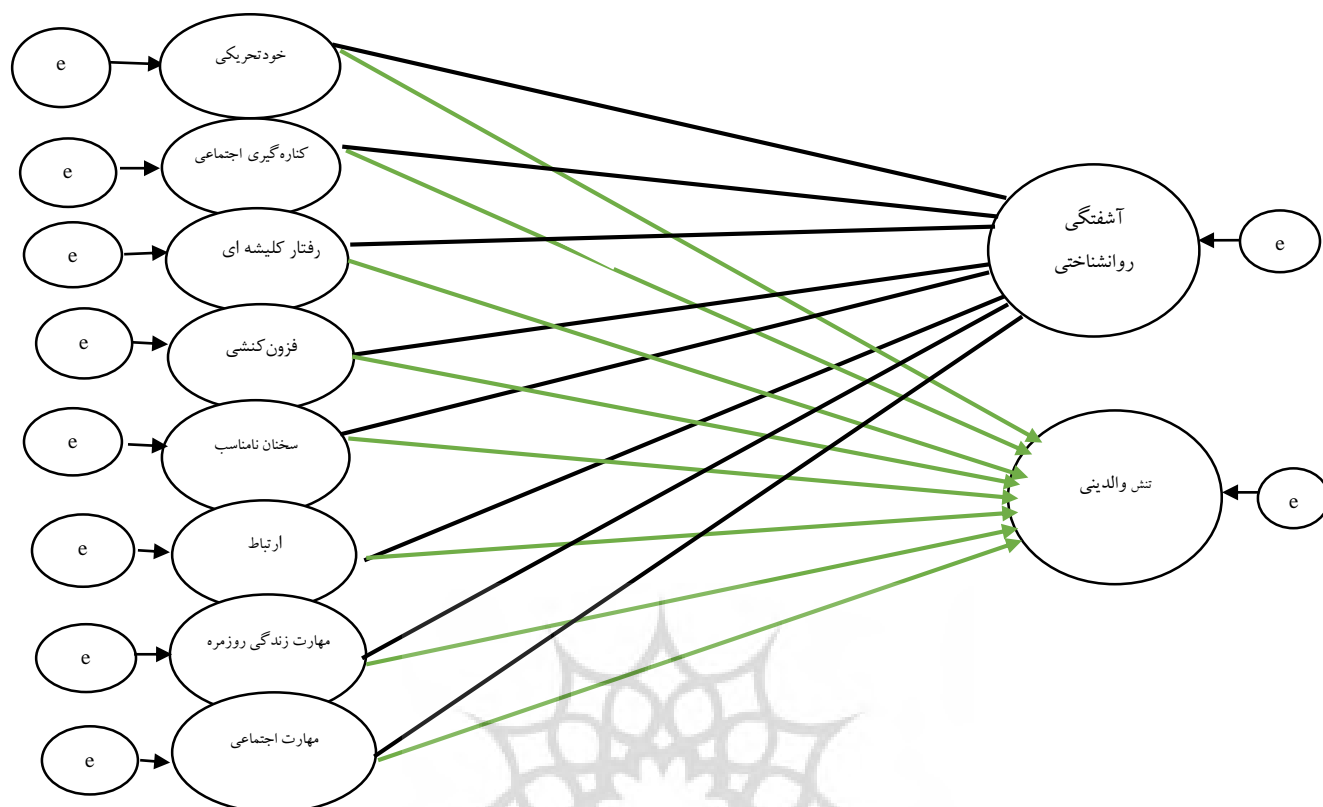 e
خودتحریکی
e
کناره‌گیری اجتماعی
e
رفتار کلیشه ای
e
فزون‌کنشی
e
سخنان نامناسب
e
ارتباط
e
مهارت زندگی روزمره
e
مهارت اجتماعی
آشفتگی
روانشناختی
e
تنش والدینی
e